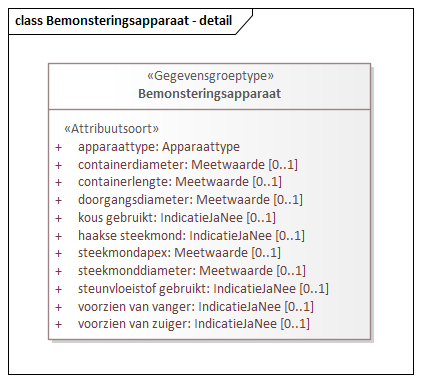 class Bemonsteringsapparaat - detail
«Gegevensgroeptype»
Bemonsteringsapparaat
«Attribuutsoort»
+ apparaattype: Apparaattype
+ containerdiameter: Meetwaarde [0..1]
+ containerlengte: Meetwaarde [0..1]
+ doorgangsdiameter: Meetwaarde [0..1]
+ kous gebruikt: IndicatieJaNee [0..1]
+ haakse steekmond: IndicatieJaNee [0..1]
+ steekmondapex: Meetwaarde [0..1]
+ steekmonddiameter: Meetwaarde [0..1]
+ steunvloeistof gebruikt: IndicatieJaNee [0..1]
+ voorzien van vanger: IndicatieJaNee [0..1]
+ voorzien van zuiger: IndicatieJaNee [0..1]